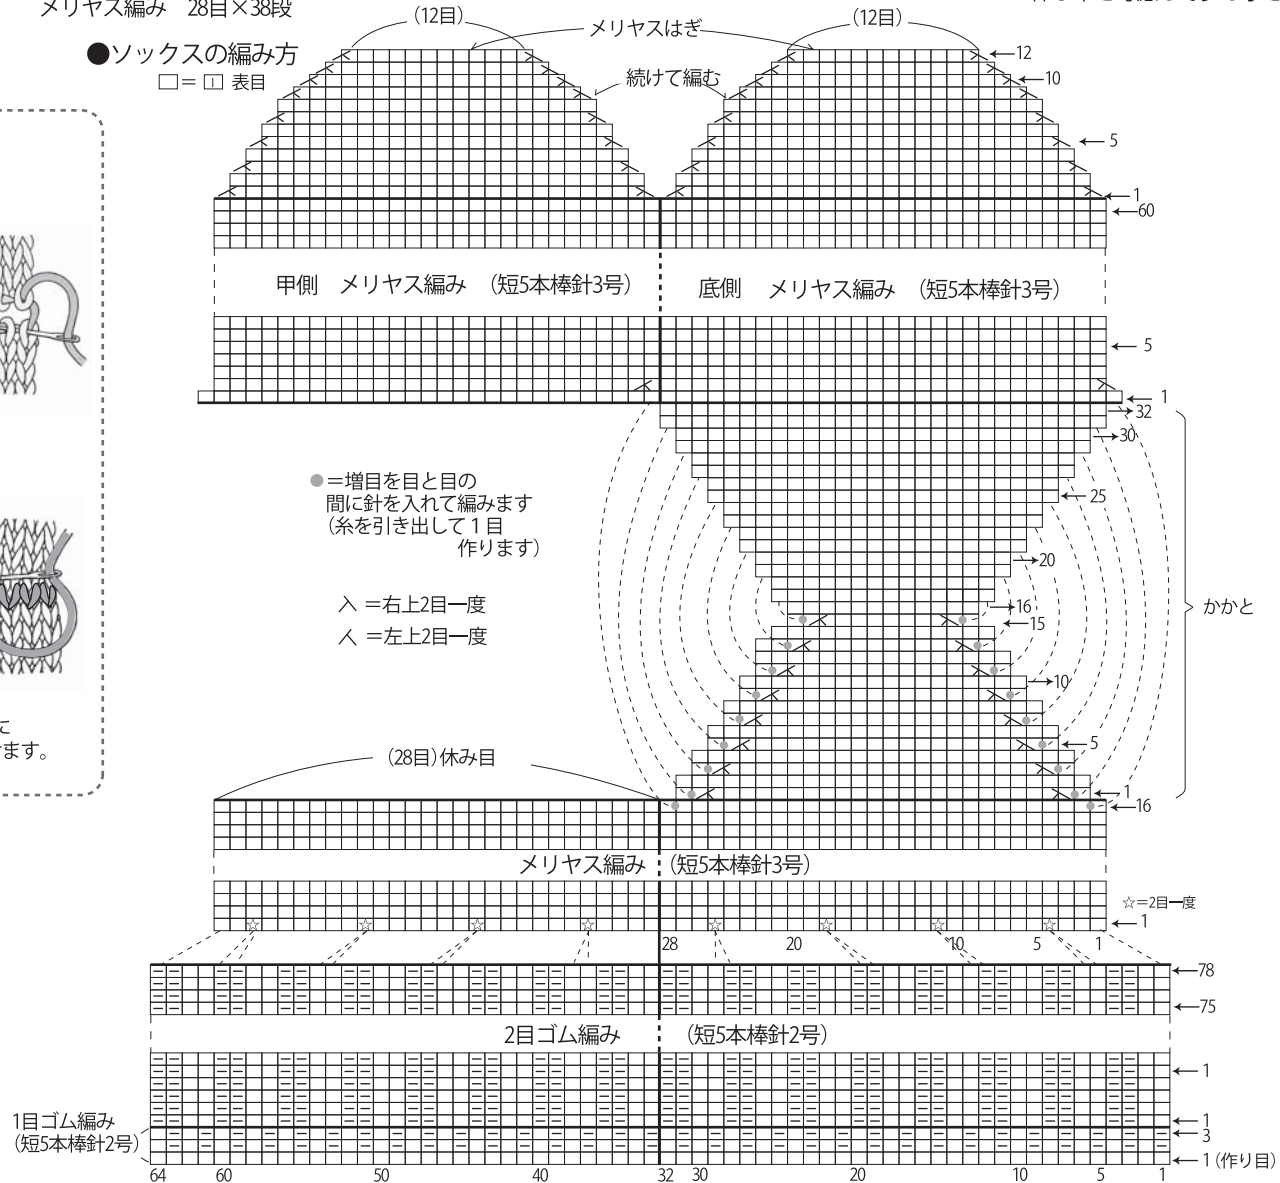 メリヤス編み 28目×38段
●ソックスの編み方
□=□ 表目
(12目)
メリヤスはぎ
(12目)
続けて編む
←12
←10
←5
←1
←60
甲側 メリヤス編み (短5本棒針3号)
底側 メリヤス編み (短5本棒針3号)
←5
←1
→32
→30
←25
→20
→16
←15
→10
←5
←1
←16
かかと
●=増目を目と目の
間に針を入れて編みます
(糸を引き出して1目
作ります)
入 =右上2目一度
人 =左上2目一度
に
ます。
(28目)休み目
メリヤス編み (短5本棒針3号)
☆=2目一度
←1
28 20 10 5 1
←78
←75
2目ゴム編み (短5本棒針2号)
←1
←1
←3
1目ゴム編み
(短5本棒針2号)
←1(作り目)
64 60 50 40 32 30 20 10 5 1